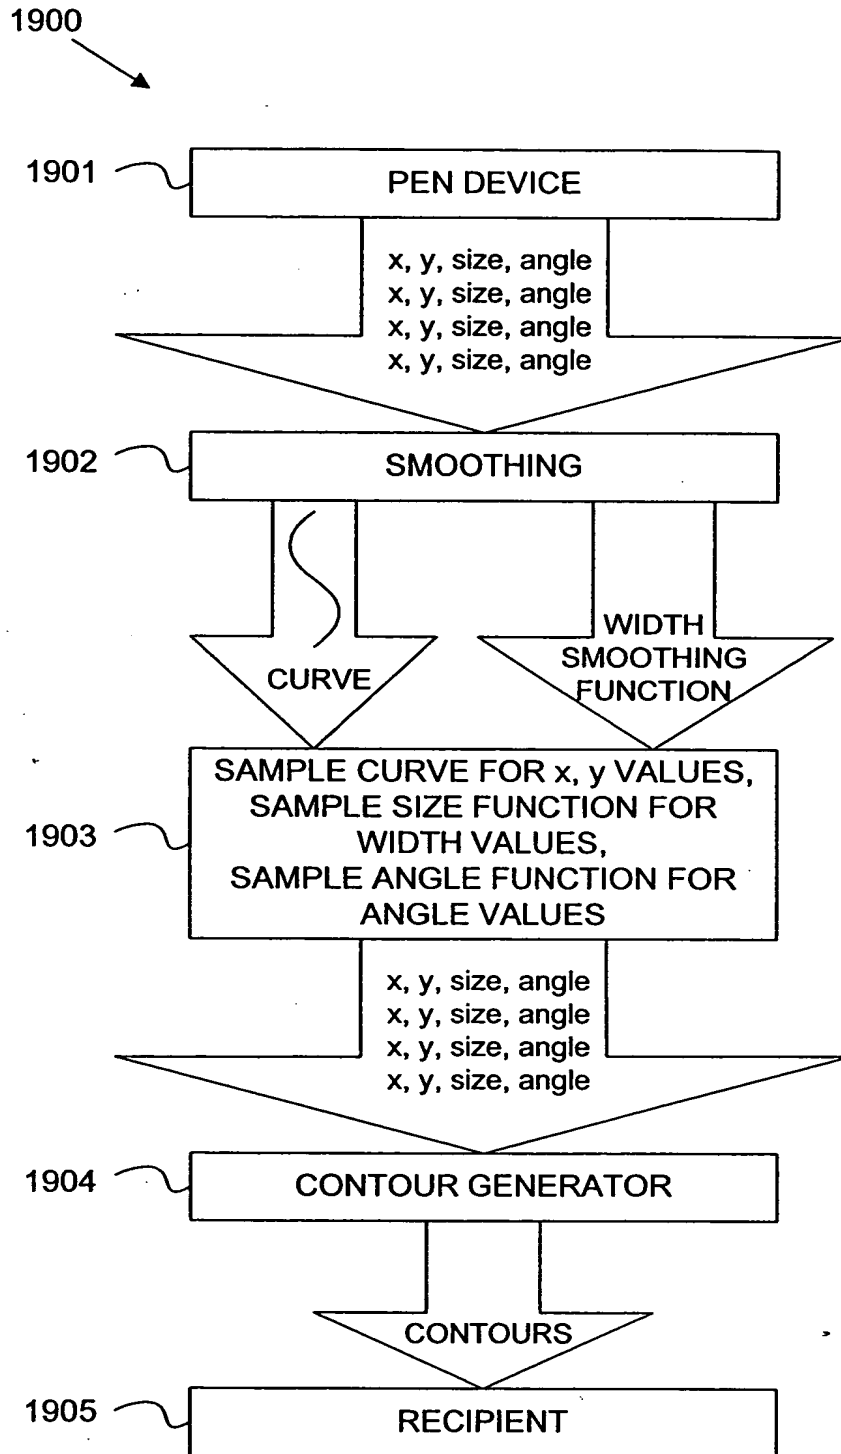 1900
1901
PEN DEVICE
x, y, size, angle
x, y, size, angle
x, y, size, angle
x, y, size, angle
1902
SMOOTHING
CURVE
WIDTH
SMOOTHING
FUNCTION
1903
SAMPLE CURVE FOR x, y VALUES,
SAMPLE SIZE FUNCTION FOR
WIDTH VALUES,
SAMPLE ANGLE FUNCTION FOR
ANGLE VALUES
x, y, size, angle
x, y, size, angle
x, y, size, angle
x, y, size, angle
1904
CONTOUR GENERATOR
CONTOURS
1905
RECIPIENT